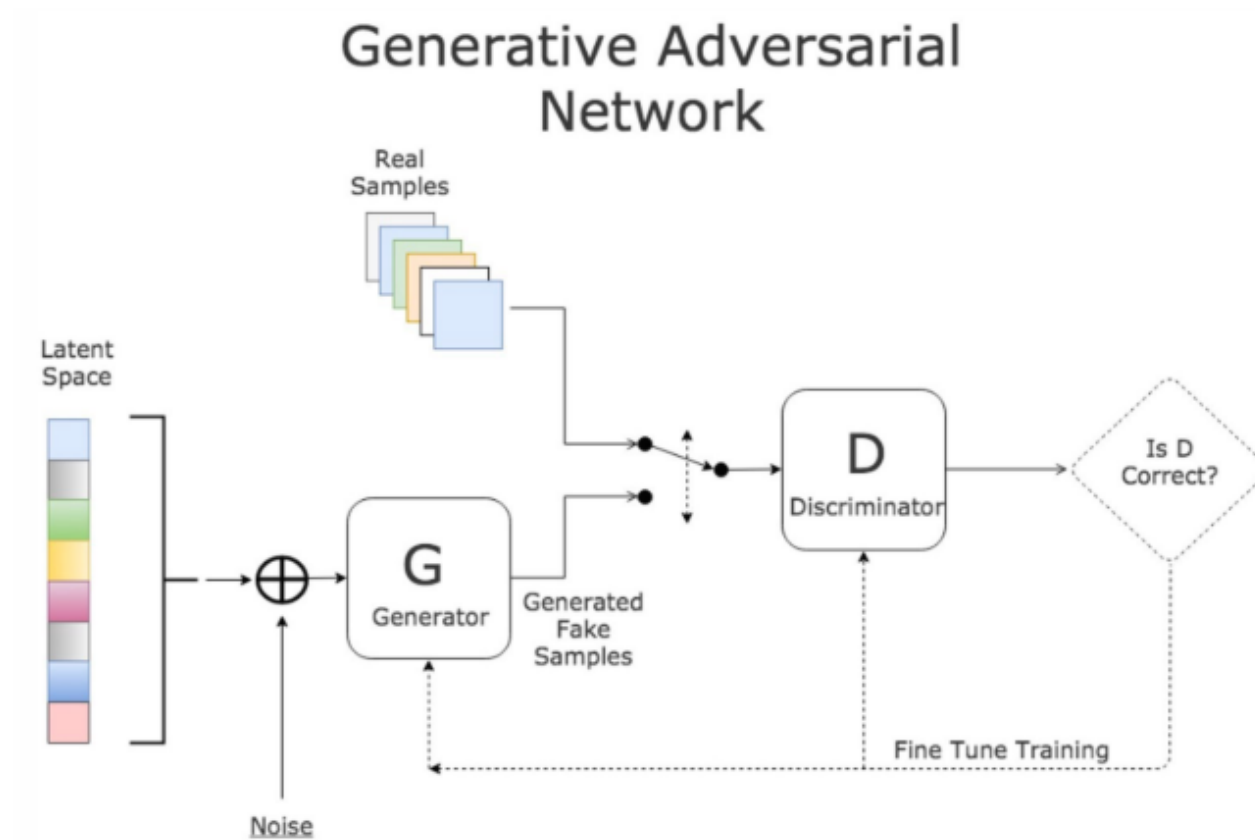 Generative Adversarial
Network
Real
Samples
Latent
Space
Is D
Correct?
D
Discriminator
G
Generator
Generated
Fake
Samples
Fine Tune Training
Noise